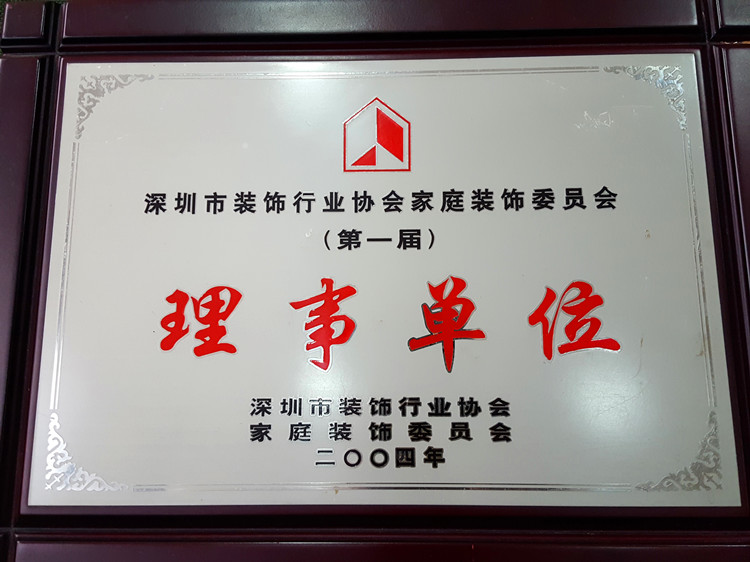 深圳市装饰行业协会家庭装饰委员会
（第一届）
理事单位
深圳市装饰行业协会
家庭装饰委员会
二〇〇四年